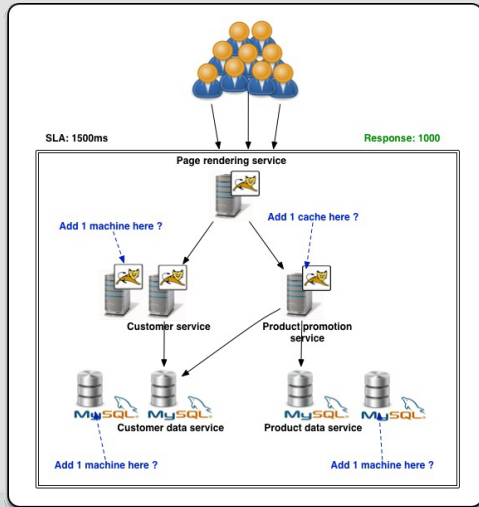 SLA: 1500ms
Response: 1000
Page rendering service
Add 1 machine here ?
Add 1 cache here ?
Customer service
Product promotion
service
MySQL
MySQL
MySQL
MySQL
Customer data service
Product data service
Add 1 machine here ?
Add 1 machine here ?